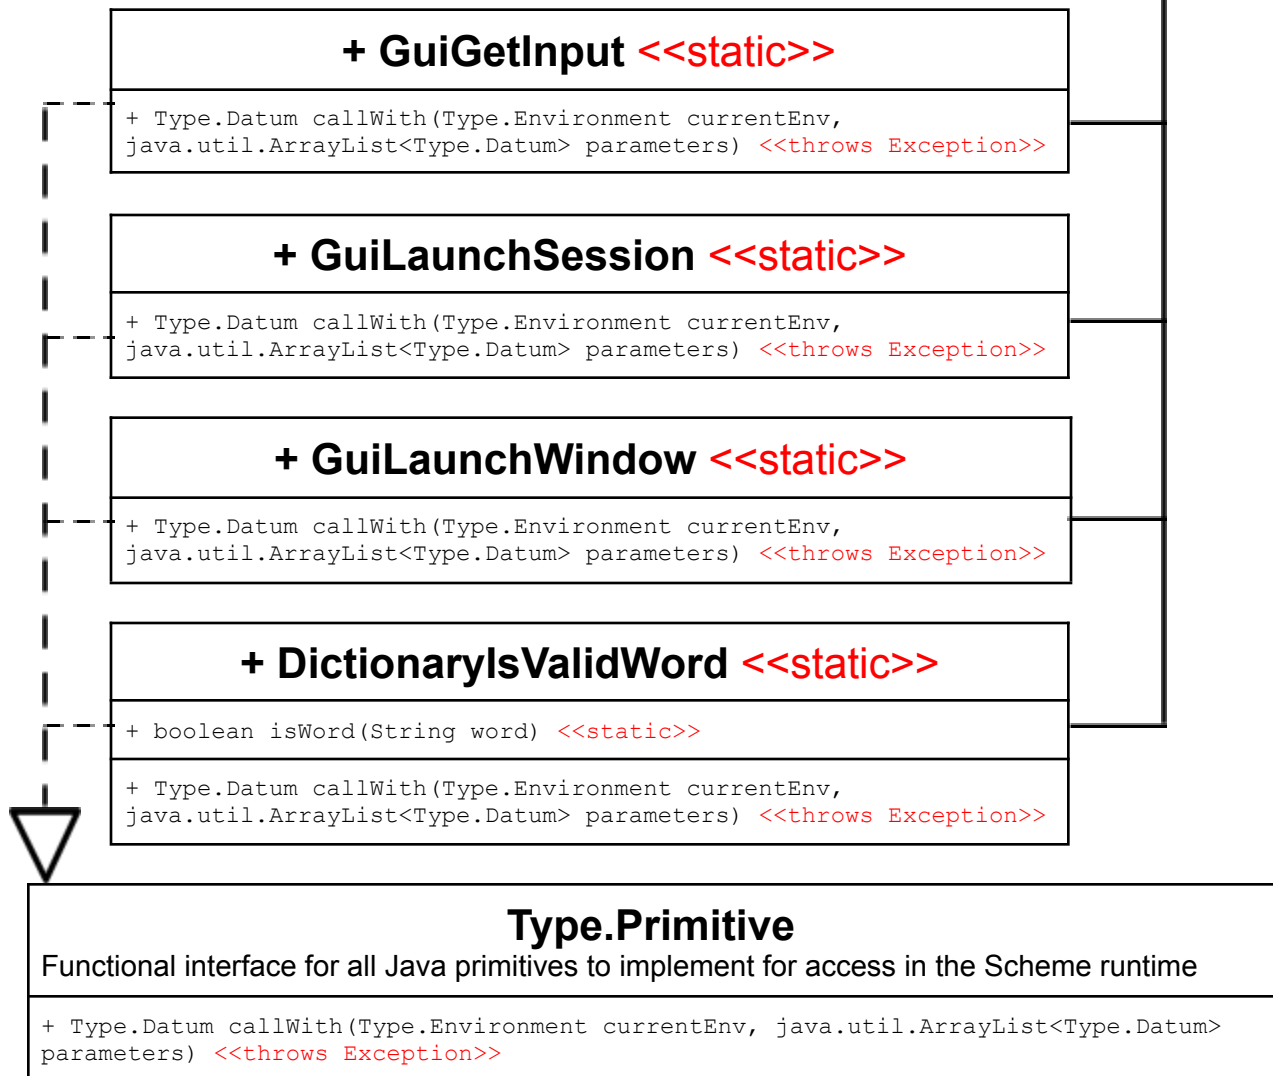 + GuiGetInput <<static>>
+ Type.Datum callWith(Type.Environment currentEnv,
java.util.ArrayList<Type.Datum> parameters) <<throws Exception>>
+ GuiLaunchSession <<static>>
+ Type.Datum callWith(Type.Environment currentEnv,
java.util.ArrayList<Type.Datum> parameters) <<throws Exception>>
+ GuiLaunchWindow <<static>>
+ Type.Datum callWith(Type.Environment currentEnv,
java.util.ArrayList<Type.Datum> parameters) <<throws Exception>>
+ DictionaryIsValidWord <<static>>
+ boolean isWord(String word) <<static>>
+ Type.Datum callWith(Type.Environment currentEnv,
java.util.ArrayList<Type.Datum> parameters) <<throws Exception>>
Type.Primitive
Functional interface for all Java primitives to implement for access in the Scheme runtime
+ Type.Datum callWith(Type.Environment currentEnv, java.util.ArrayList<Type.Datum>
parameters) <<throws Exception>>